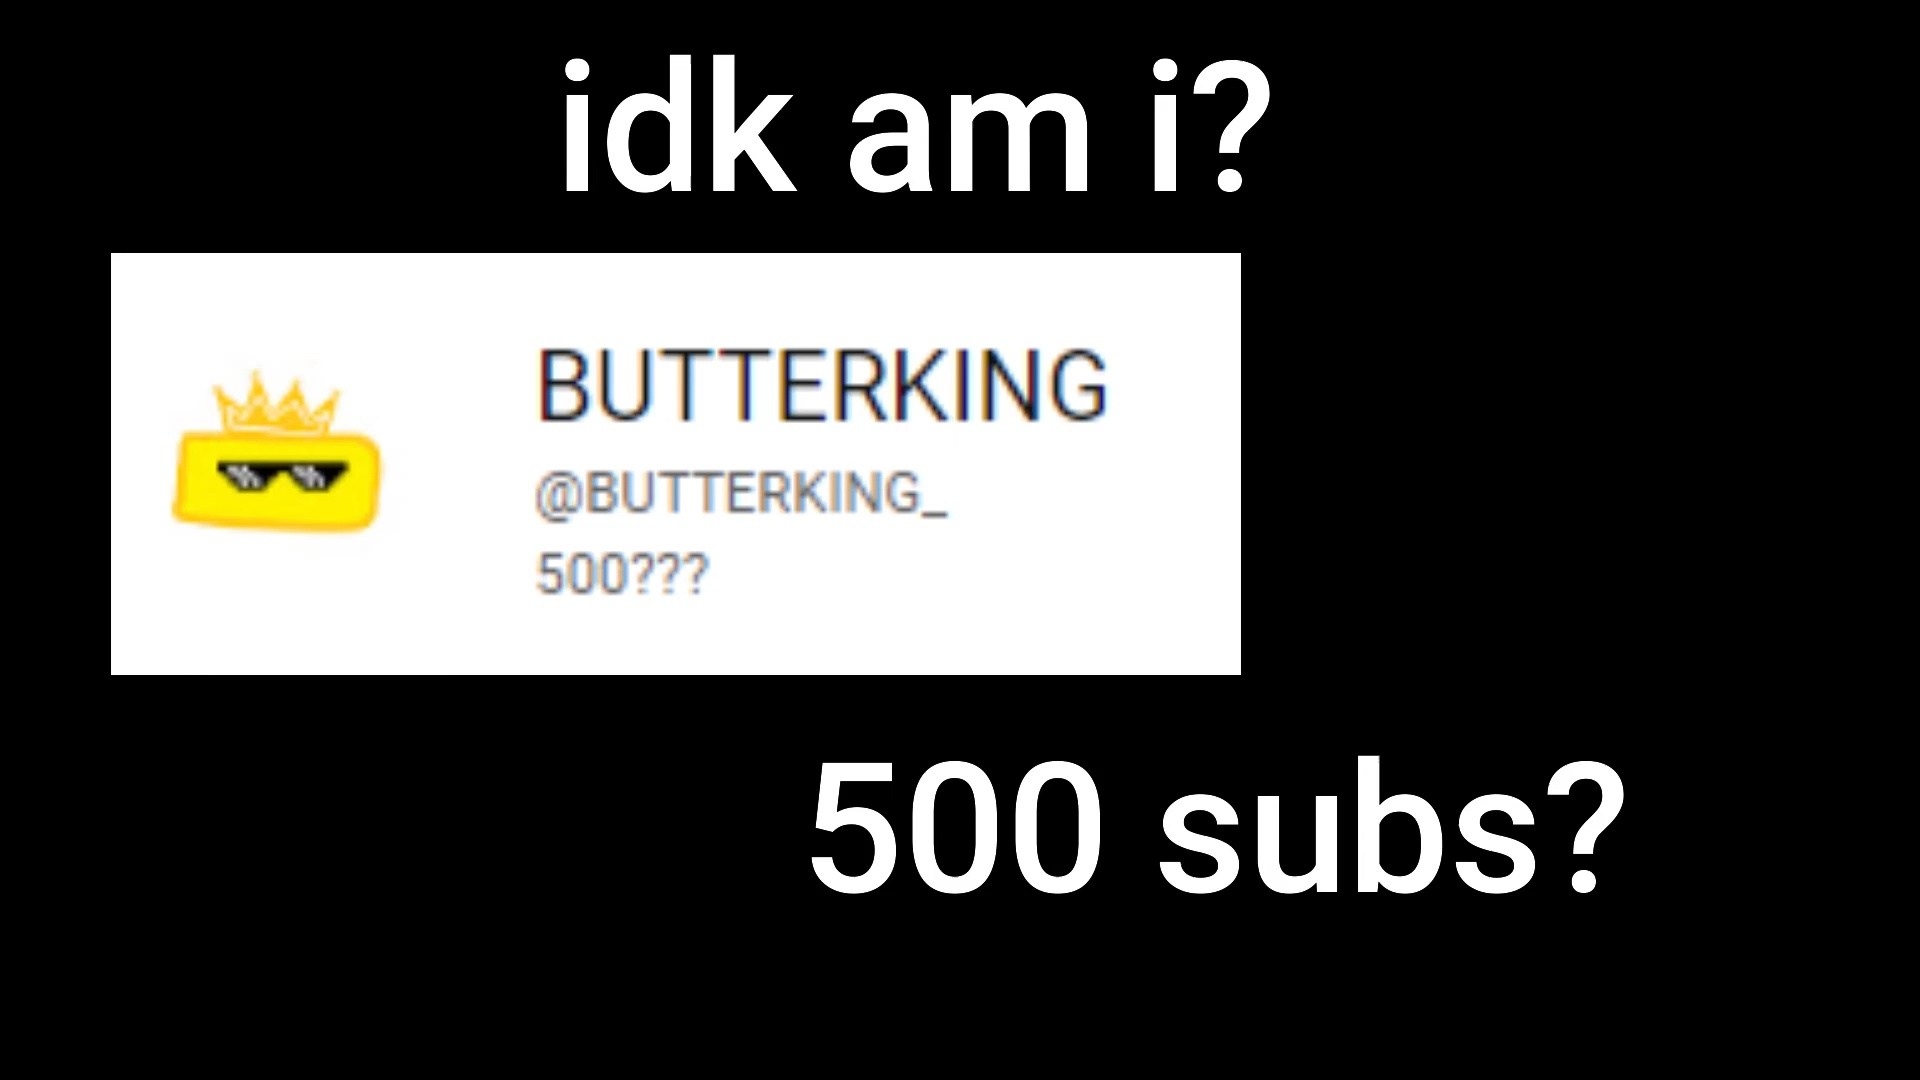 idk am i?
BUTTERKING
@BUTTERKING_
500???
500 subs?